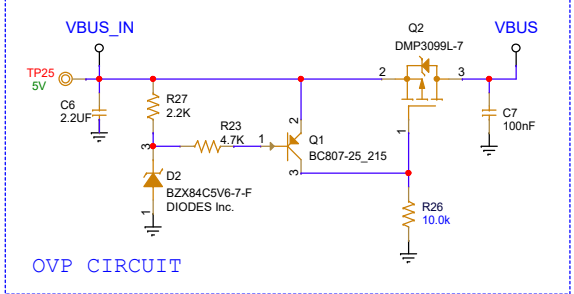 VBUS_IN
Q2
VBUS
DMP3099L-7
TP25
5V
2
3
C6
2.2UF
R27
2.2K
R23
4.7K
C7
100nF
3
1
2
Q1
BC807-25_215
1
D2
BZX84C5V6-7-F
DIODES Inc.
3
1
R26
10.0k
OVP CIRCUIT